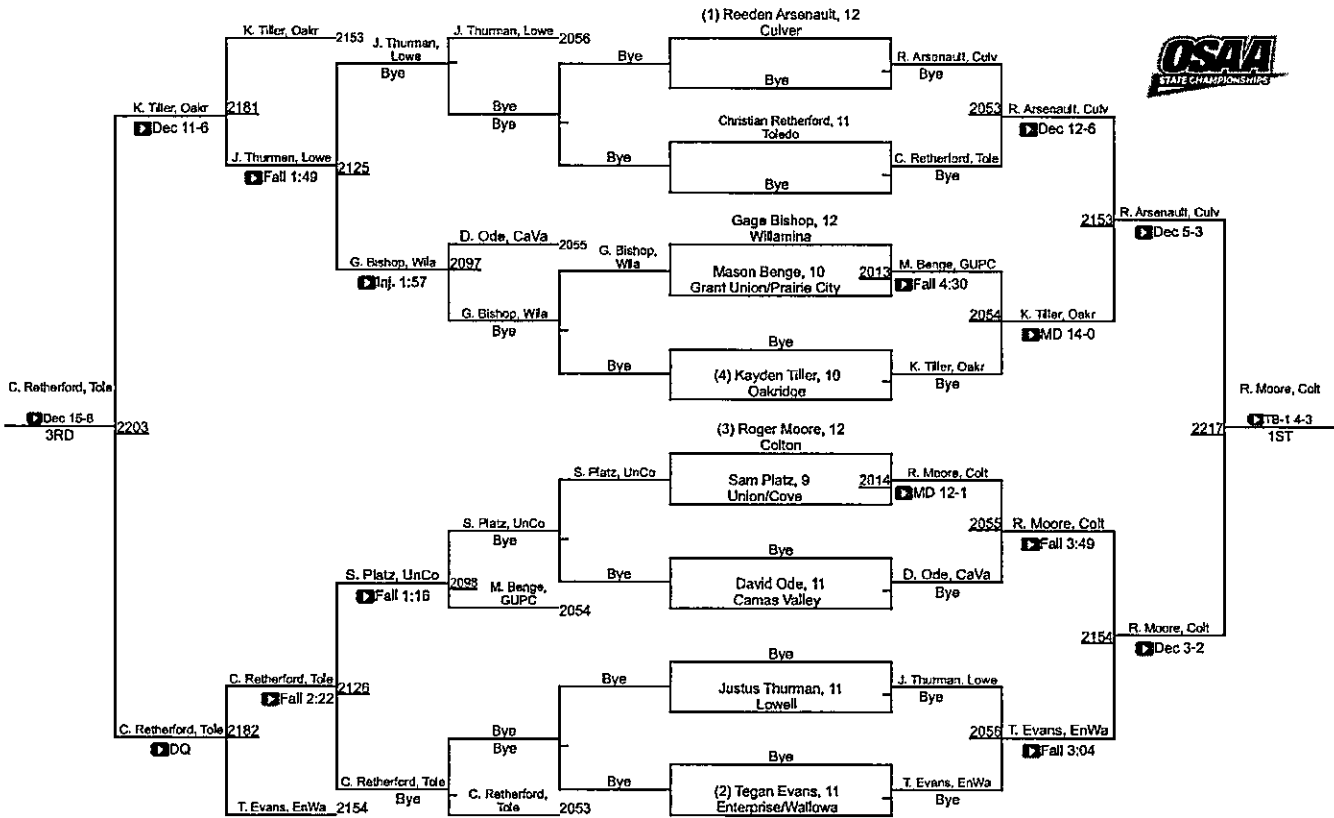 (1) Reeden Arsenault, 12
Culver
Bye
Christian Retherford, 11
Toledo
Bye
Gage Bishop, 12
Willamina
Mason Benge, 10
Grant Union/Prairie City
2013
Bye
(4) Kayden Tiller, 10
Oakridge
(3) Roger Moore, 12
Colton
Sam Platz, 9
Union/Cove
2014
Bye
David Ode, 11
Camas Valley
Bye
Justus Thurman, 11
Lowell
Bye
(2) Tegan Evans, 11
Enterprise/Wallowa
R. Arsenault, Culv
Bye
C. Retherford, Tole
Bye
M. Benge, GUPC
Fall 4:30
K. Tiller, Oakr
Bye
R. Moore, Colt
MD 12-1
D. Ode, CaVa
Bye
J. Thurman, Lowe
Bye
T. Evans, EnWa
Bye
2053
R. Arsenault, Culv
Dec 12-6
2054
K. Tiller, Oakr
MD 14-0
2055
R. Moore, Colt
Fall 3:49
2056
T. Evans, EnWa
Fall 3:04
2153
R. Arsenault, Culv
Dec 5-3
2154
R. Moore, Colt
Dec 3-2
2217
R. Moore, Colt
TB-1 4-3
1ST
OSAA
STATE CHAMPIONSHIPS
Bye
Bye
G. Bishop,
Wila
Bye
S. Platz, UnCo
Bye
Bye
Bye
J. Thurman, Lowe
2056
Bye
Bye
D. Ode, CaVa
2055
G. Bishop, Wila
Bye
S. Platz, UnCo
Bye
M. Benge,
GUPC
2054
Bye
Bye
C. Retherford,
Tole
2053
J. Thurman,
Lowe
Bye
G. Bishop, Wila
2097
Inj. 1:57
S. Platz, UnCo
2098
Fall 1:16
C. Retherford, Tole
Bye
K. Tiller, Oakr
2153
J. Thurman, Lowe
2125
Fall 1:49
C. Retherford, Tole
2126
Fall 2:22
T. Evans, EnWa
2154
K. Tiller, Oakr
2181
Dec 11-6
C. Retherford, Tole
2182
DQ
C. Retherford, Tole
2203
3RD